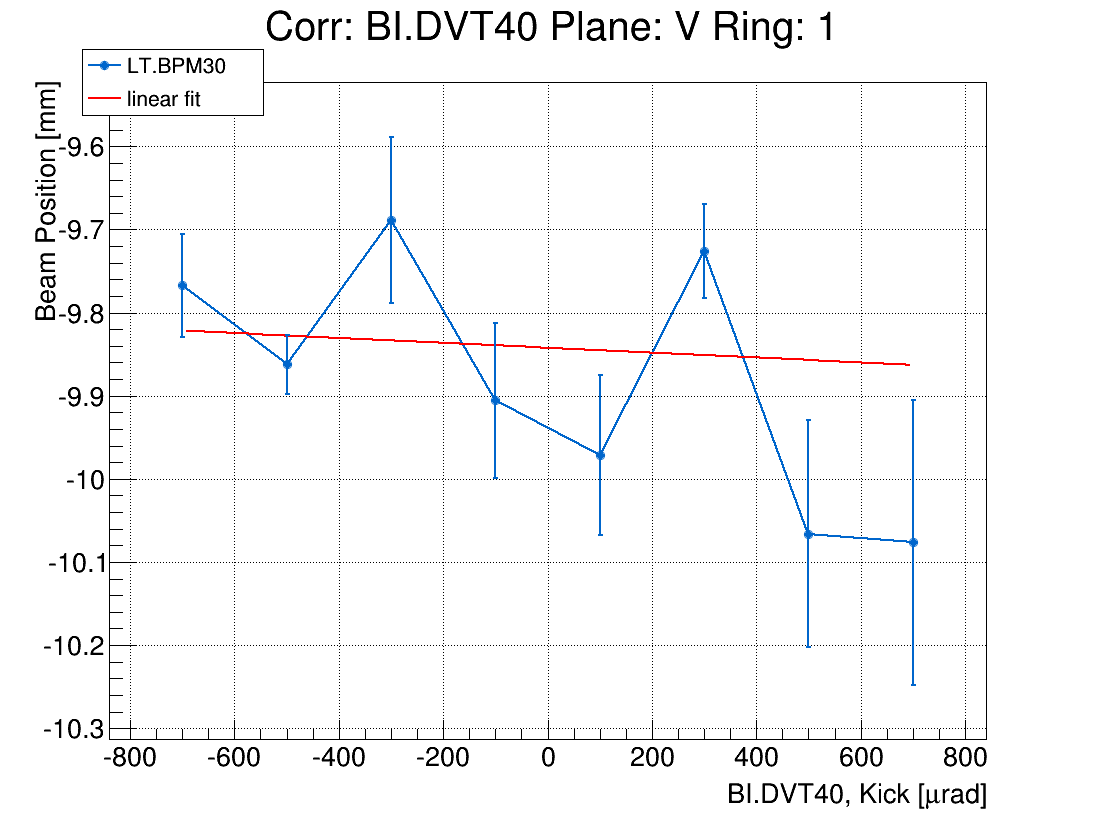 Corr: BI.DVT40 Plane: V Ring: 1
LT.BPM30
linear fit
Beam Position [mm]
-9.6
-9.7
-9.8
-9.9
-10
-10.1
-10.2
-10.3
-800 -600 -400 -200 0 200 400 600 800
BI.DVT40, Kick [μrad]